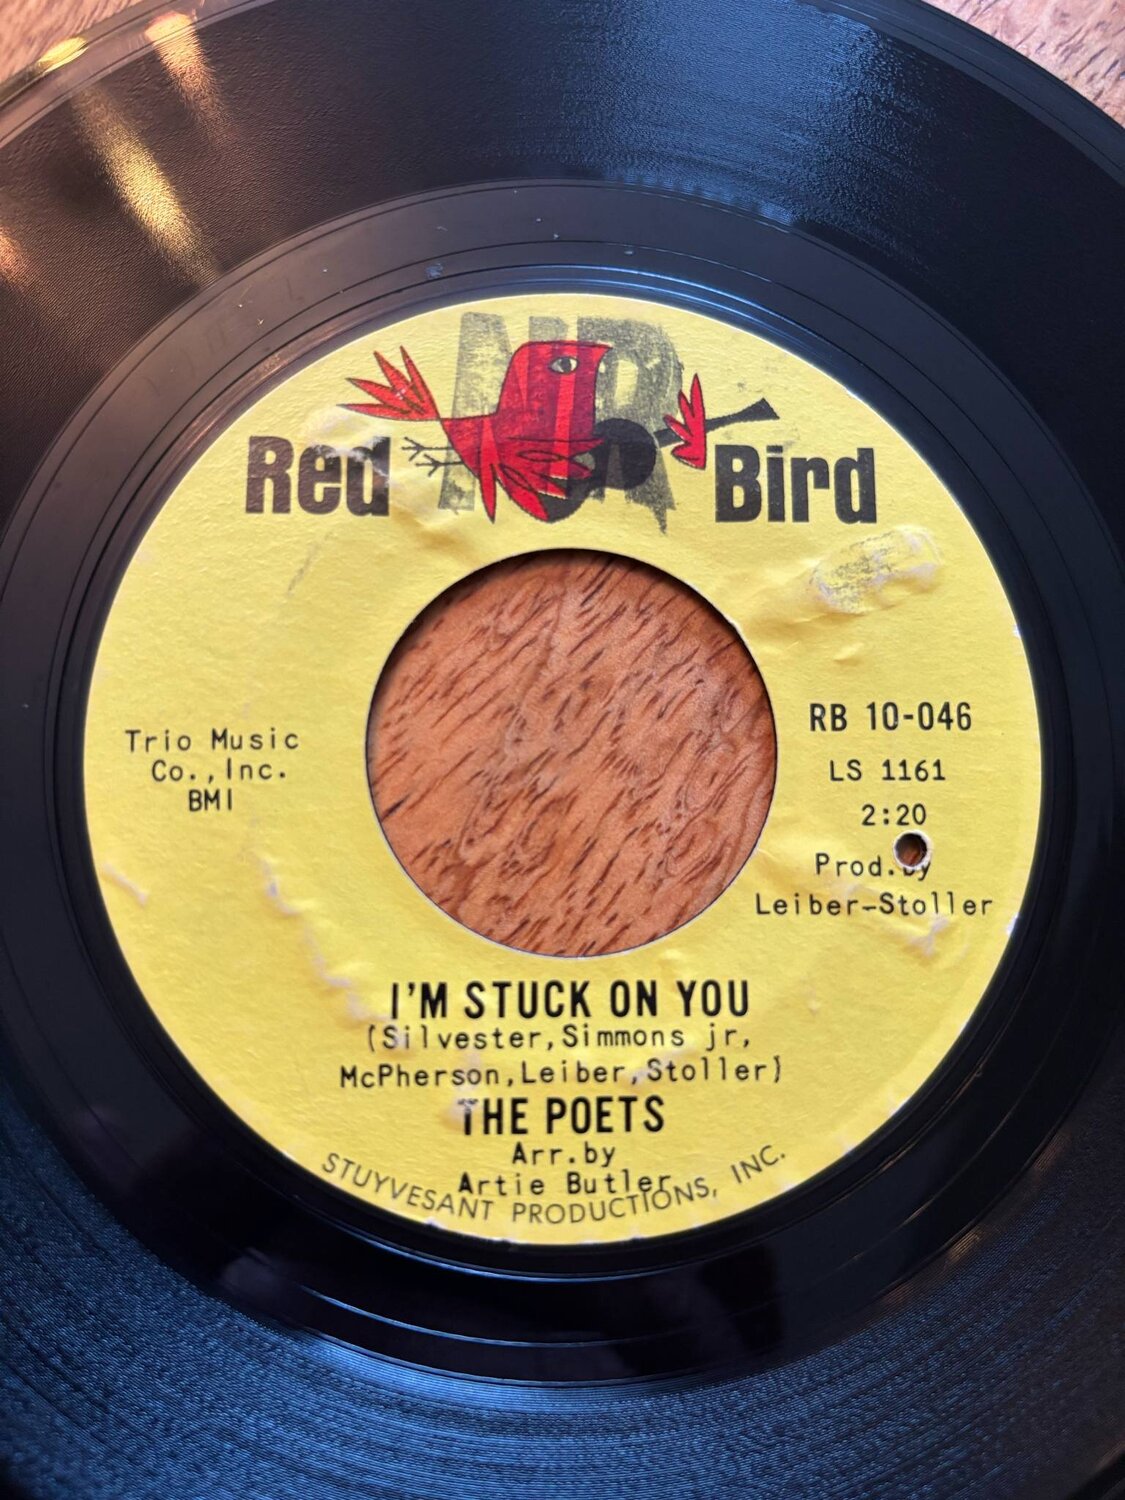 NR
Red Bird
Trio Music
Co.,Inc.
BMI
RB 10-046
LS 1161
2:20
Prod.by
Leiber-Stoller
I'M STUCK ON YOU
(Silvester,Simmons jr,
McPherson,Leiber,Stoller)
THE POETS
Arr.by
Artie Butler
STUYVESANT PRODUCTIONS, INC.